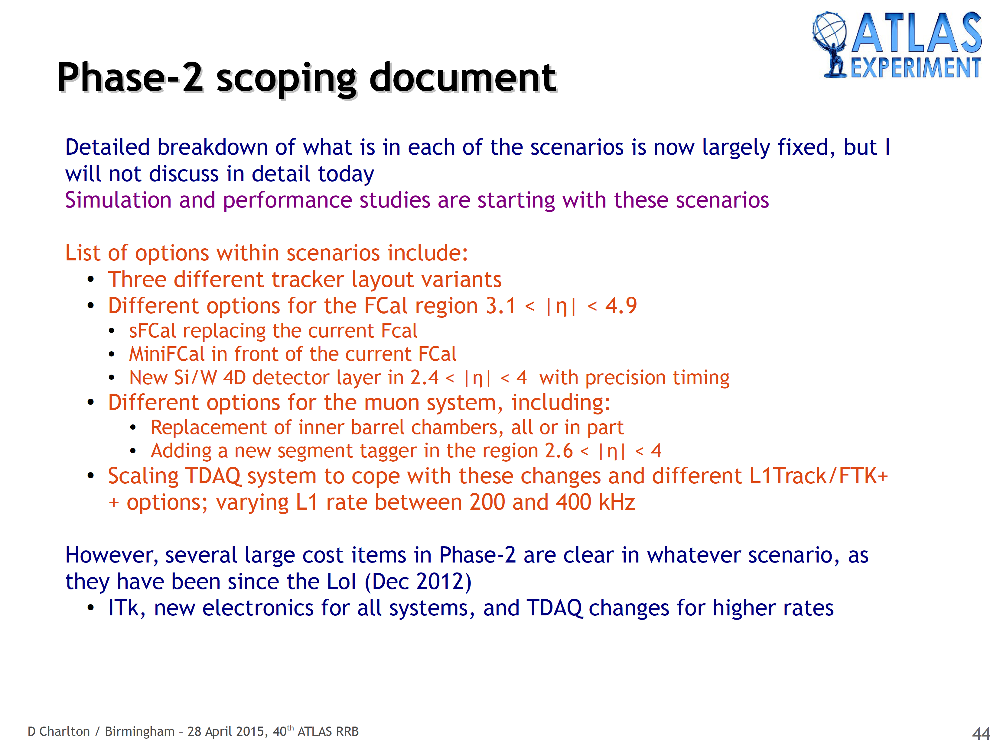 ATLAS
EXPERIMENT
Phase-2 scoping document
Detailed breakdown of what is in each of the scenarios is now largely fixed, but I
will not discuss in detail today
Simulation and performance studies are starting with these scenarios
List of options within scenarios include:
• Three different tracker layout variants
• Different options for the FCal region 3.1 < |η| < 4.9
• sFCal replacing the current Fcal
• MiniFCal in front of the current FCal
• New Si/W 4D detector layer in 2.4 < |η| < 4 with precision timing
• Different options for the muon system, including:
• Replacement of inner barrel chambers, all or in part
• Adding a new segment tagger in the region 2.6 < |η| < 4
• Scaling TDAQ system to cope with these changes and different L1Track/FTK+
+ options; varying L1 rate between 200 and 400 kHz
However, several large cost items in Phase-2 are clear in whatever scenario, as
they have been since the LoI (Dec 2012)
• ITk, new electronics for all systems, and TDAQ changes for higher rates
D Charlton / Birmingham – 28 April 2015, 40th ATLAS RRB
44